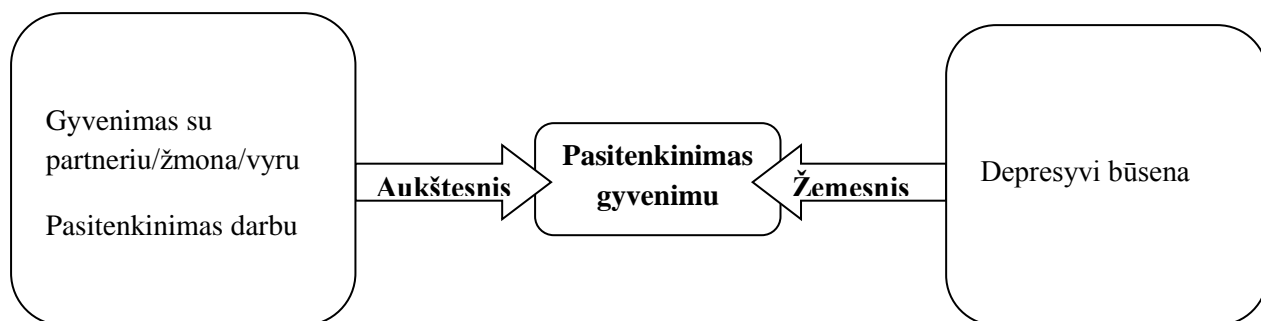 Gyvenimas su
partneriu/žmona/vyru
Pasitenkinimas darbu
Aukštesnis
Pasitenkinimas
gyvenimu
Žemesnis
Depresyvi būsena